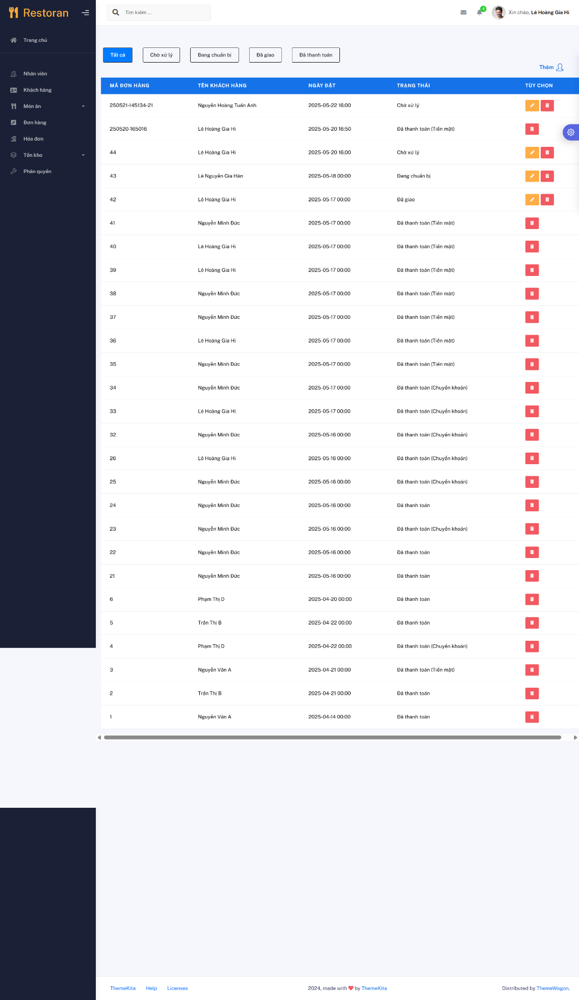 Restoran
Tìm kiếm ...
4
Xin chào, Lê Hoàng Gia Hi
Trang chủ
Nhân viên
Khách hàng
Món ăn
Đơn hàng
Hóa đơn
Tồn kho
Phân quyền
Tất cả Chờ xử lý Đang chuẩn bị Đã giao Đã thanh toán
Thêm
MÃ ĐƠN HÀNG TÊN KHÁCH HÀNG NGÀY ĐẶT TRẠNG THÁI TÙY CHỌN
250521-145134-21 Nguyễn Hoàng Tuấn Anh 2025-05-22 16:00 Chờ xử lý
250520-165016 Lê Hoàng Gia Hi 2025-05-20 16:50 Đã thanh toán (Tiền mặt)
44 Lê Hoàng Gia Hi 2025-05-20 16:00 Chờ xử lý
43 Lê Nguyễn Gia Hân 2025-05-18 00:00 Đang chuẩn bị
42 Lê Hoàng Gia Hi 2025-05-17 00:00 Đã giao
41 Nguyễn Minh Đức 2025-05-17 00:00 Đã thanh toán (Tiền mặt)
40 Lê Hoàng Gia Hi 2025-05-17 00:00 Đã thanh toán (Tiền mặt)
39 Lê Hoàng Gia Hi 2025-05-17 00:00 Đã thanh toán (Tiền mặt)
38 Nguyễn Minh Đức 2025-05-17 00:00 Đã thanh toán (Tiền mặt)
37 Nguyễn Minh Đức 2025-05-17 00:00 Đã thanh toán (Tiền mặt)
36 Lê Hoàng Gia Hi 2025-05-17 00:00 Đã thanh toán (Tiền mặt)
35 Nguyễn Minh Đức 2025-05-17 00:00 Đã thanh toán (Tiền mặt)
34 Nguyễn Minh Đức 2025-05-17 00:00 Đã thanh toán (Chuyển khoản)
33 Lê Hoàng Gia Hi 2025-05-17 00:00 Đã thanh toán (Chuyển khoản)
32 Nguyễn Minh Đức 2025-05-16 00:00 Đã thanh toán (Chuyển khoản)
26 Lê Hoàng Gia Hi 2025-05-16 00:00 Đã thanh toán (Chuyển khoản)
25 Nguyễn Minh Đức 2025-05-16 00:00 Đã thanh toán (Chuyển khoản)
24 Nguyễn Minh Đức 2025-05-16 00:00 Đã thanh toán
23 Nguyễn Minh Đức 2025-05-16 00:00 Đã thanh toán (Chuyển khoản)
22 Nguyễn Minh Đức 2025-05-16 00:00 Đã thanh toán
21 Nguyễn Minh Đức 2025-05-16 00:00 Đã thanh toán
6 Phạm Thị D 2025-04-20 00:00 Đã thanh toán
5 Trần Thị B 2025-04-22 00:00 Đã thanh toán
4 Phạm Thị D 2025-04-22 00:00 Đã thanh toán (Chuyển khoản)
3 Nguyễn Văn A 2025-04-21 00:00 Đã thanh toán (Tiền mặt)
2 Trần Thị B 2025-04-21 00:00 Đã thanh toán
1 Nguyễn Văn A 2025-04-14 00:00 Đã thanh toán
ThemeKita Help Licenses 2024, made with by ThemeKita Distributed by ThemeWagon.